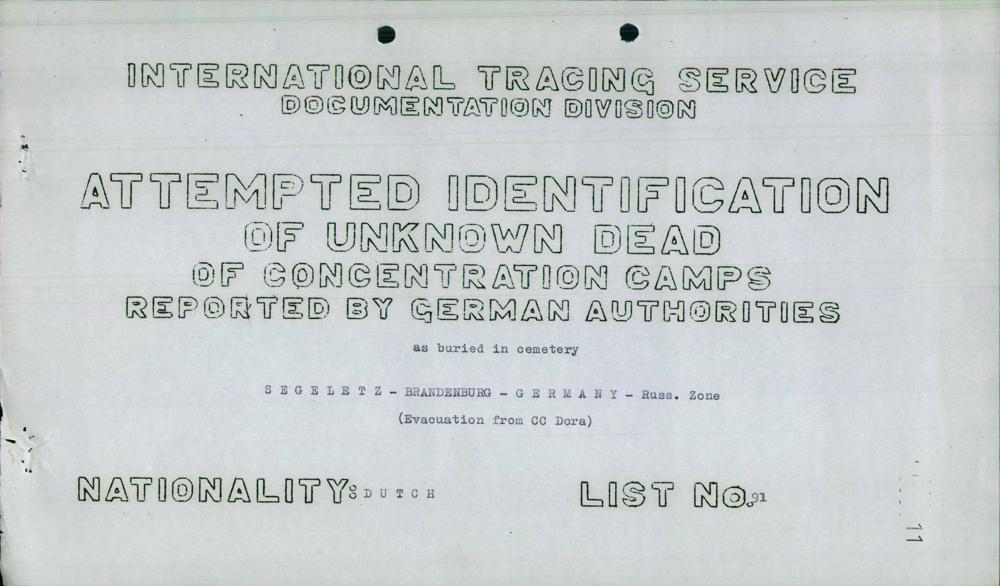 INTERNATIONAL TRACING SERVICE
DOCUMENTATION DIVISION
ATTEMPTED IDENTIFICATION
OF UNKNOWN DEAD
OF CONCENTRATION CAMPS
REPORTED BY GERMAN AUTHORITIES
as buried in cemetery
S E G E L E T Z - BRANDENBURG - G E R M A N Y - Russ. Zone
(Evacuation from CC Dora)
NATIONALITY: D U T C H
LIST No. 91
11